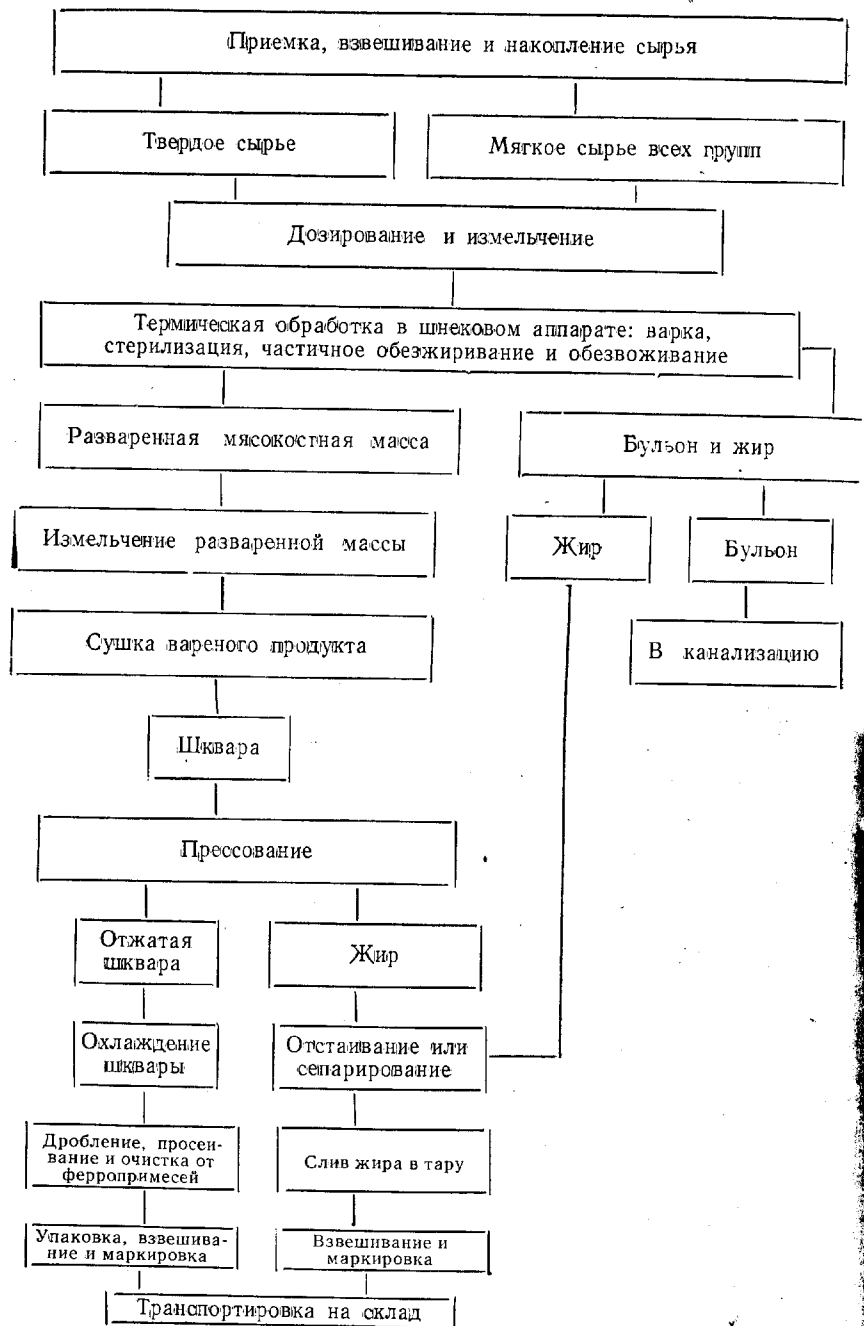 Приемка, взвешивание и накопление сырья
Твердое сырье
Мягкое сырье всех групп
Дозирование и измельчение
Термическая обработка в шнековом аппарате: варка,
стерилизация, частичное обезжиривание и обезвоживание
Разваренная мясокостная масса
Бульон и жир
Измельчение разваренной массы
Жир
Бульон
Сушка вареного продукта
В канализацию
Шквара
Прессование
Отжатая
шквара
Жир
Охлаждение
шквары
Отстаивание или
сепарирование
Дробление, просеи-
вание и очистка от
ферропримесей
Слив жира в тару
Упаковка, взвешива-
ние и маркировка
Взвешивание и
маркировка
Транспортировка на склад